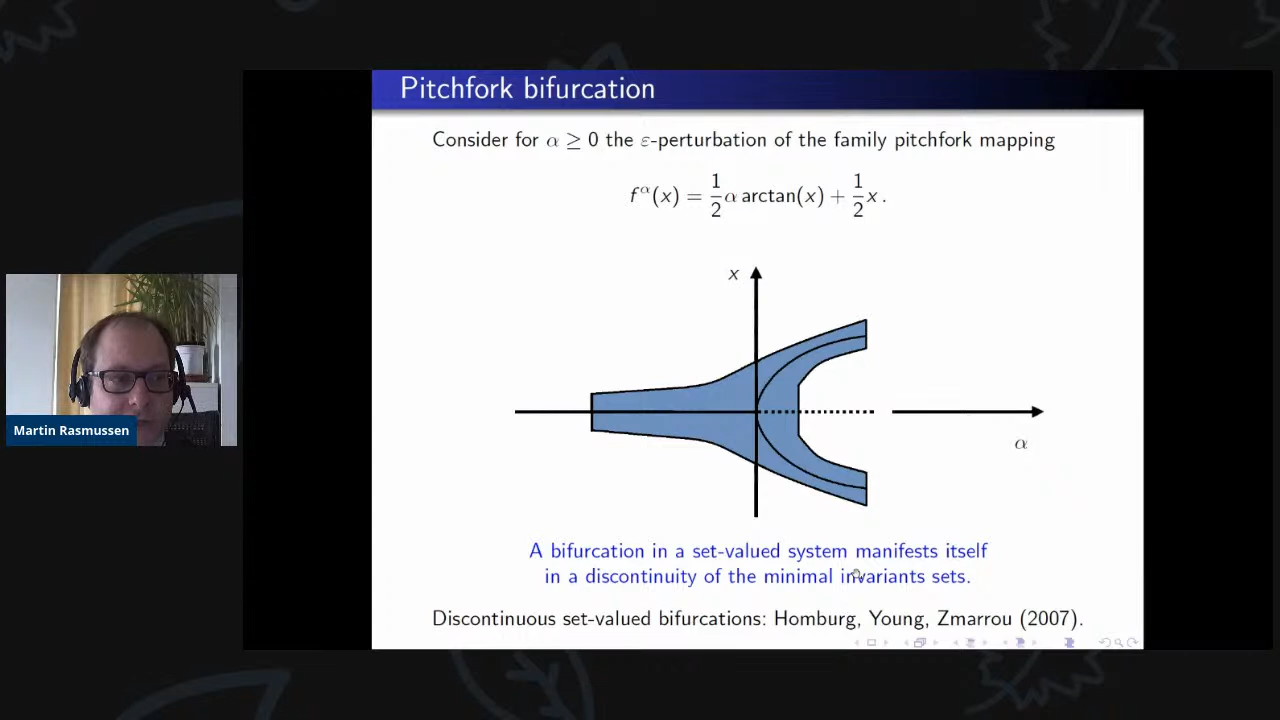 Pitchfork bifurcation
Consider for α ≥ 0 the ε-perturbation of the family pitchfork mapping
f^α(x) = 1/2 α arctan(x) + 1/2 x .
x
α
A bifurcation in a set-valued system manifests itself
in a discontinuity of the minimal invariants sets.
Discontinuous set-valued bifurcations: Homburg, Young, Zmarrou (2007).
Martin Rasmussen